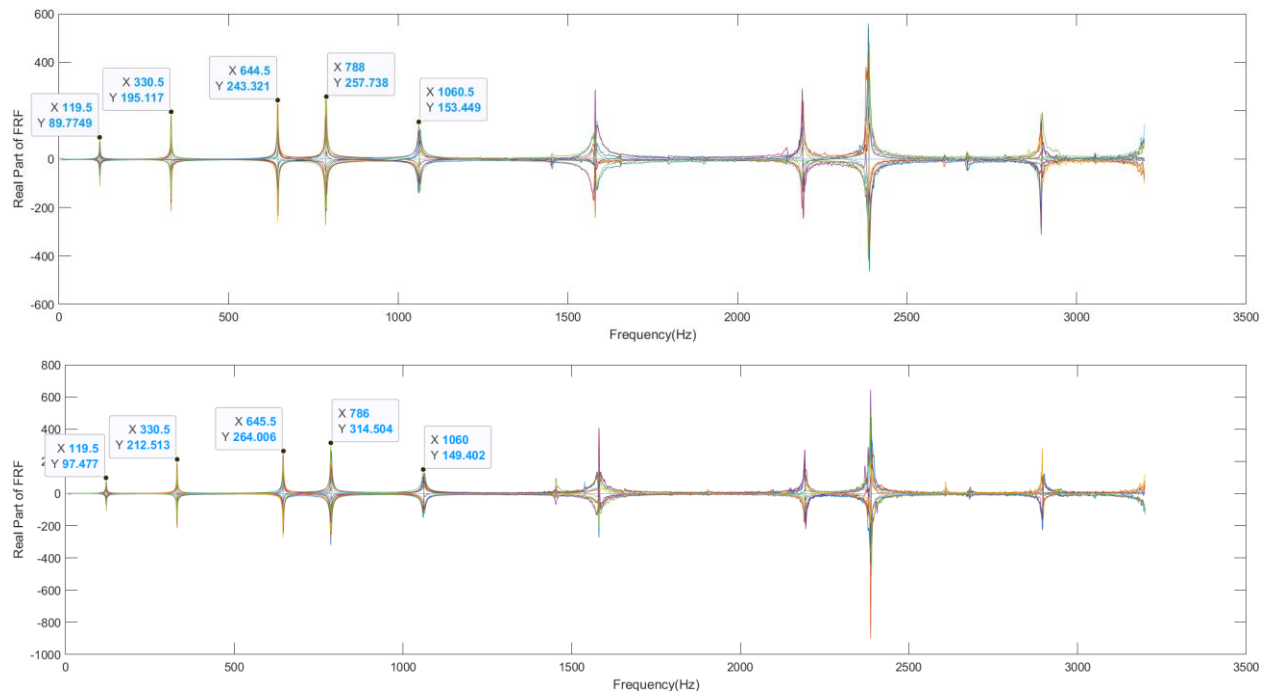 600
400
200
0
-200
-400
-600
Real Part of FRF
X 119.5
Y 89.7749
X 330.5
Y 195.117
X 644.5
Y 243.321
X 788
Y 257.738
X 1060.5
Y 153.449
0
500
1000
1500
2000
2500
3000
3500
Frequency(Hz)
800
600
400
0
-200
-400
-600
-800
-1000
Real Part of FRF
X 119.5
Y 97.477
X 330.5
Y 212.513
X 645.5
Y 264.006
X 786
Y 314.504
X 1060
Y 149.402
0
500
1000
1500
2000
2500
3000
3500
Frequency(Hz)